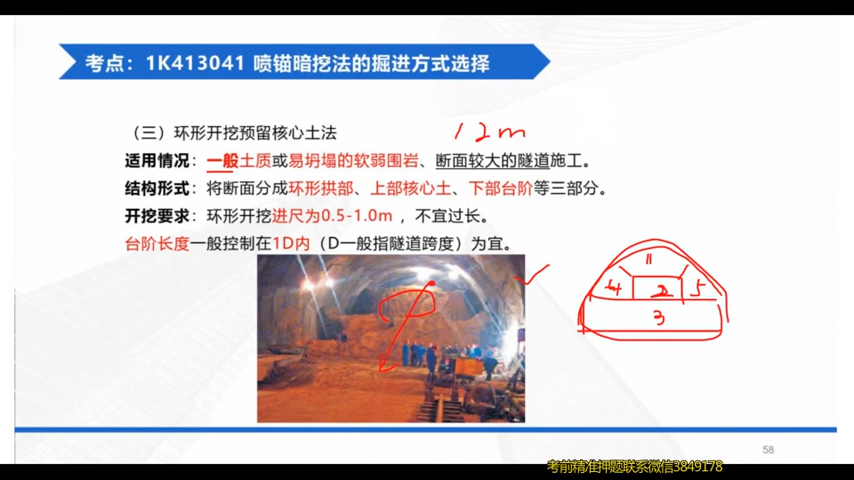 考点：1K413041 喷锚暗挖法的掘进方式选择
（三）环形开挖预留核心土法
12m
适用情况：一般土质或易坍塌的软弱围岩、断面较大的隧道施工。
结构形式：将断面分成环形拱部、上部核心土、下部台阶等三部分。
开挖要求：环形开挖进尺为0.5-1.0m ，不宜过长。
台阶长度一般控制在1D内（D一般指隧道跨度）为宜。
4 2 5
3
58
考前精准押题联系微信3849178